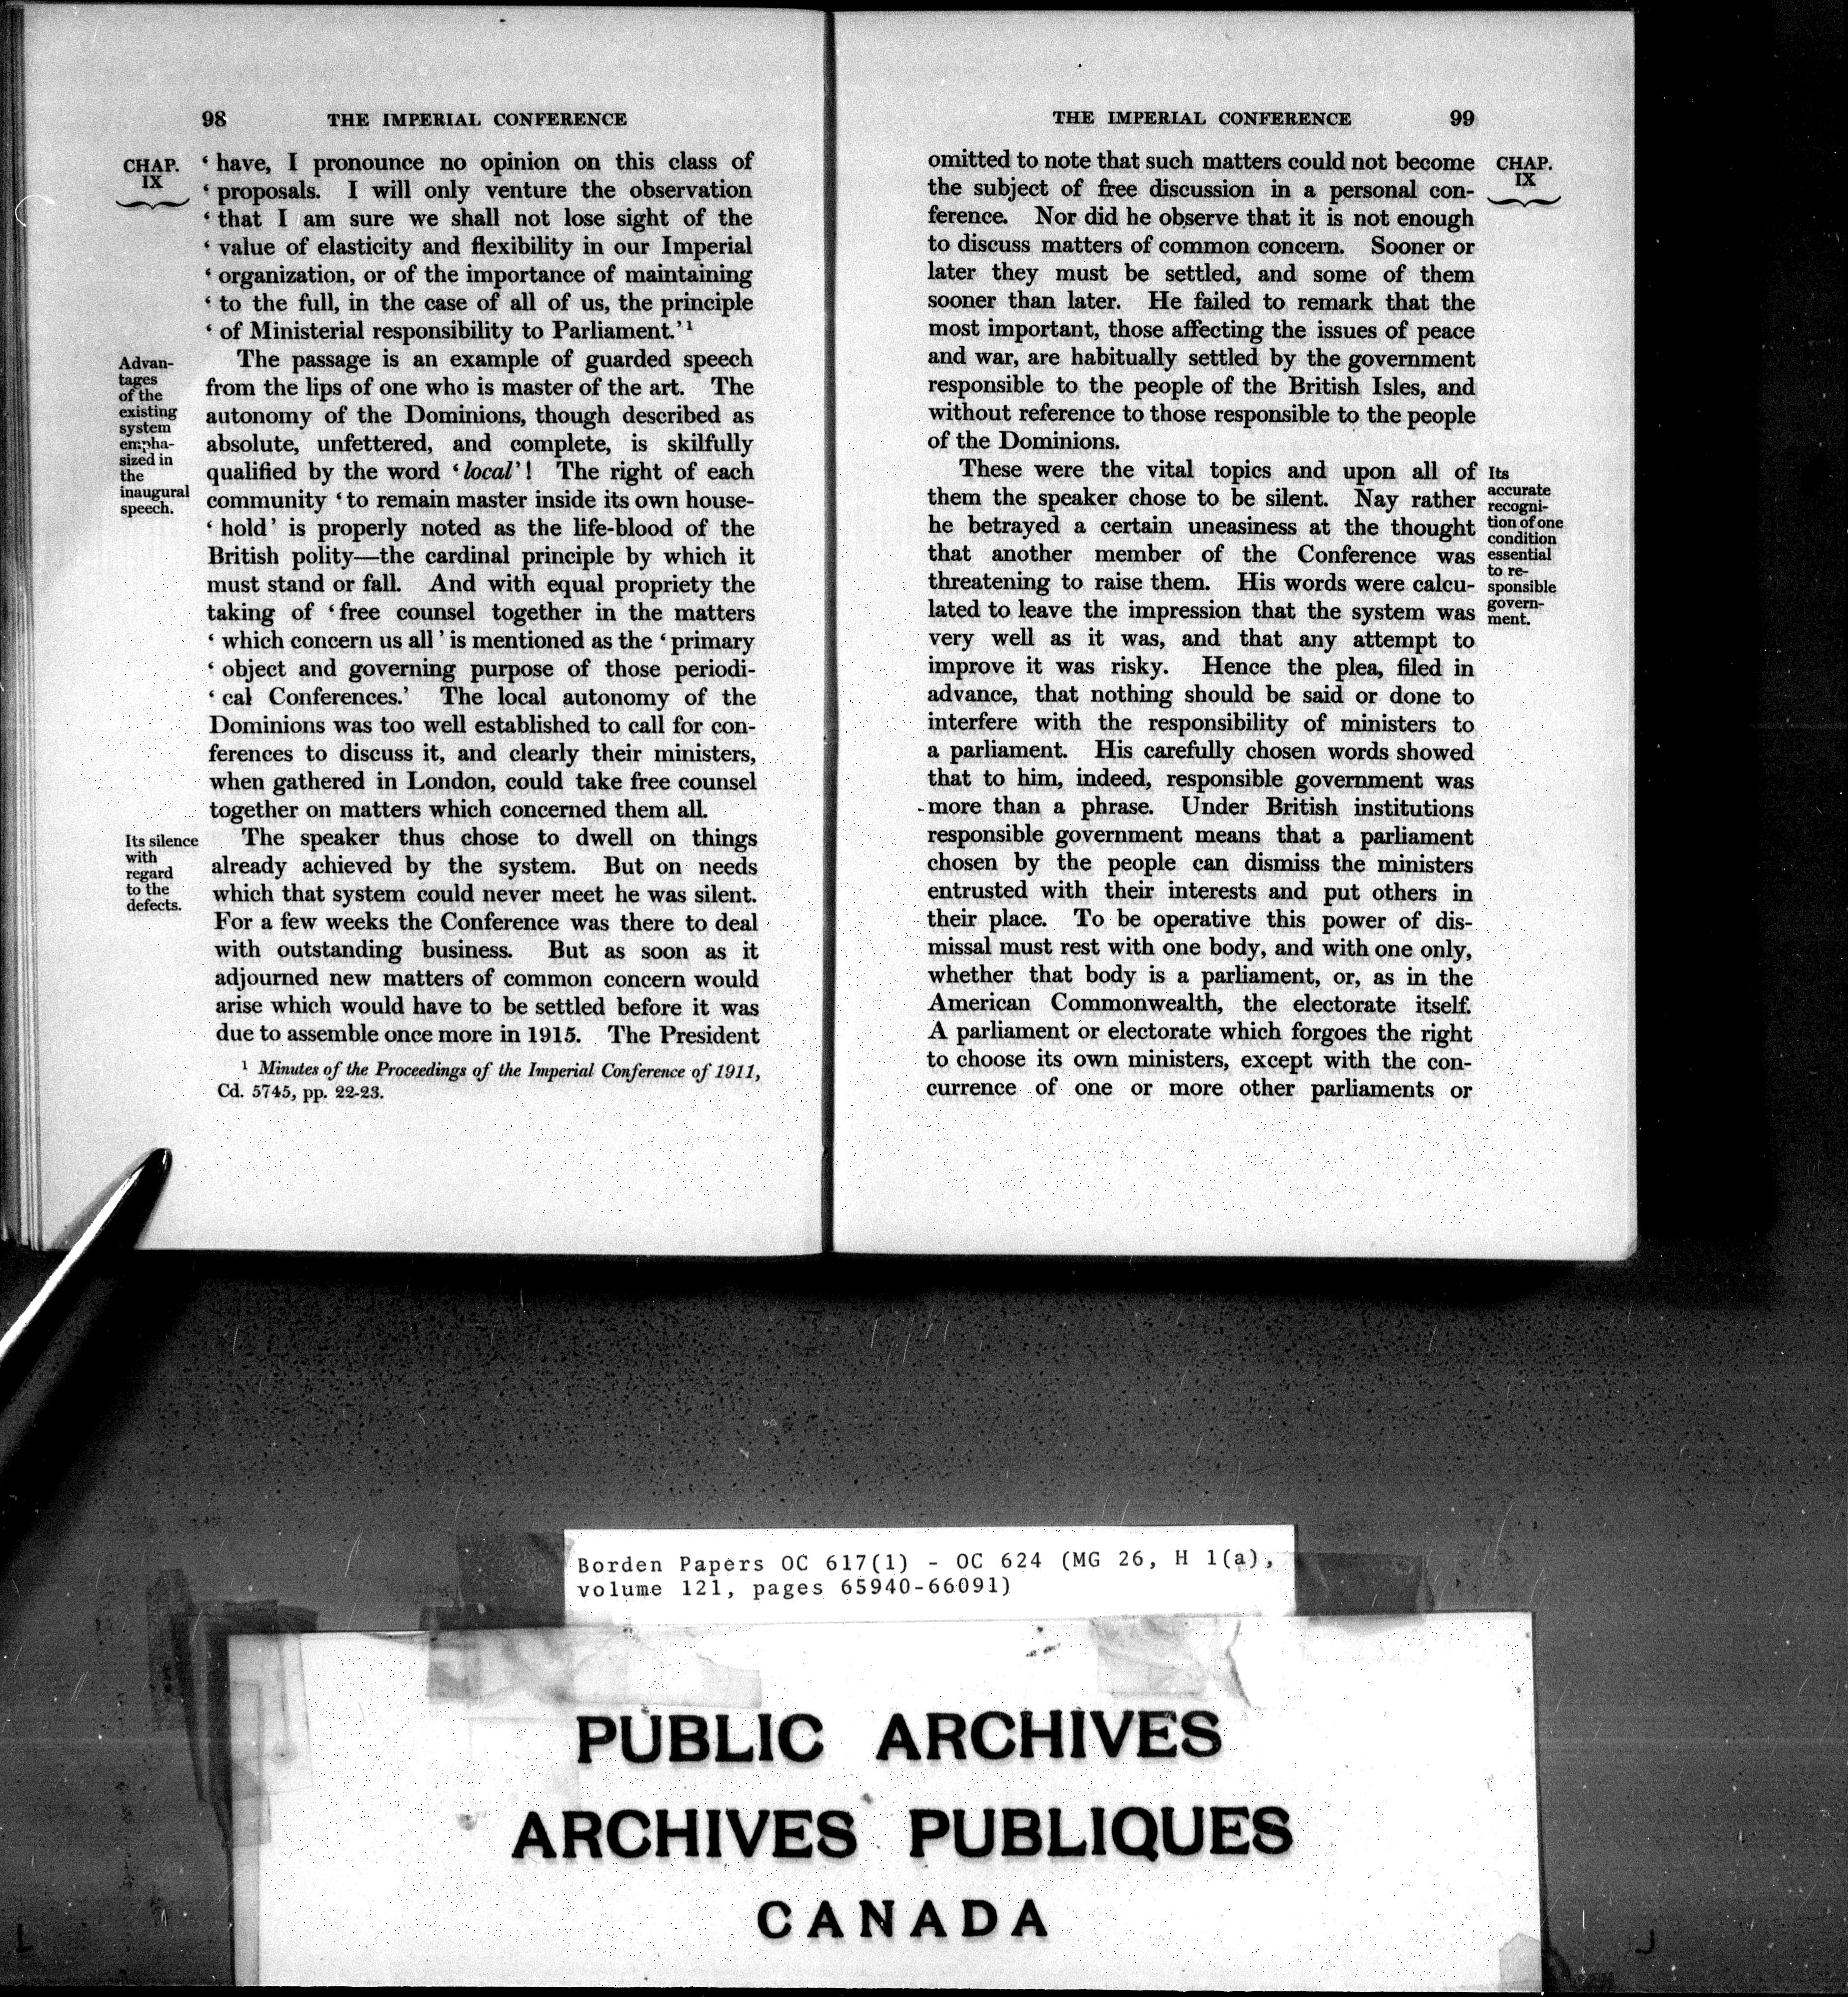 98 THE IMPERIAL CONFERENCE
CHAP.
IX
‘ have, I pronounce no opinion on this class of
‘ proposals. I will only venture the observation
‘ that I am sure we shall not lose sight of the
‘ value of elasticity and flexibility in our Imperial
‘ organization, or of the importance of maintaining
‘ to the full, in the case of all of us, the principle
‘ of Ministerial responsibility to Parliament.’ ¹
Advan-
tages
of the
existing
system
empha-
sized in
the
inaugural
speech.
The passage is an example of guarded speech
from the lips of one who is master of the art. The
autonomy of the Dominions, though described as
absolute, unfettered, and complete, is skilfully
qualified by the word ‘ local ’! The right of each
community ‘ to remain master inside its own house-
‘ hold ’ is properly noted as the life-blood of the
British polity—the cardinal principle by which it
must stand or fall. And with equal propriety the
taking of ‘ free counsel together in the matters
‘ which concern us all ’ is mentioned as the ‘ primary
‘ object and governing purpose of those periodi-
‘ cal Conferences.’ The local autonomy of the
Dominions was too well established to call for con-
ferences to discuss it, and clearly their ministers,
when gathered in London, could take free counsel
together on matters which concerned them all.
Its silence
with
regard
to the
defects.
The speaker thus chose to dwell on things
already achieved by the system. But on needs
which that system could never meet he was silent.
For a few weeks the Conference was there to deal
with outstanding business. But as soon as it
adjourned new matters of common concern would
arise which would have to be settled before it was
due to assemble once more in 1915. The President
¹ Minutes of the Proceedings of the Imperial Conference of 1911,
Cd. 5745, pp. 22-23.
THE IMPERIAL CONFERENCE 99
CHAP.
IX
omitted to note that such matters could not become
the subject of free discussion in a personal con-
ference. Nor did he observe that it is not enough
to discuss matters of common concern. Sooner or
later they must be settled, and some of them
sooner than later. He failed to remark that the
most important, those affecting the issues of peace
and war, are habitually settled by the government
responsible to the people of the British Isles, and
without reference to those responsible to the people
of the Dominions.
Its
accurate
recogni-
tion of one
condition
essential
to re-
sponsible
govern-
ment.
These were the vital topics and upon all of
them the speaker chose to be silent. Nay rather
he betrayed a certain uneasiness at the thought
that another member of the Conference was
threatening to raise them. His words were calcu-
lated to leave the impression that the system was
very well as it was, and that any attempt to
improve it was risky. Hence the plea, filed in
advance, that nothing should be said or done to
interfere with the responsibility of ministers to
a parliament. His carefully chosen words showed
that to him, indeed, responsible government was
more than a phrase. Under British institutions
responsible government means that a parliament
chosen by the people can dismiss the ministers
entrusted with their interests and put others in
their place. To be operative this power of dis-
missal must rest with one body, and with one only,
whether that body is a parliament, or, as in the
American Commonwealth, the electorate itself.
A parliament or electorate which forgoes the right
to choose its own ministers, except with the con-
currence of one or more other parliaments or
Borden Papers OC 617(1) - OC 624 (MG 26, H 1(a),
volume 121, pages 65940-66091)
PUBLIC ARCHIVES
ARCHIVES PUBLIQUES
CANADA